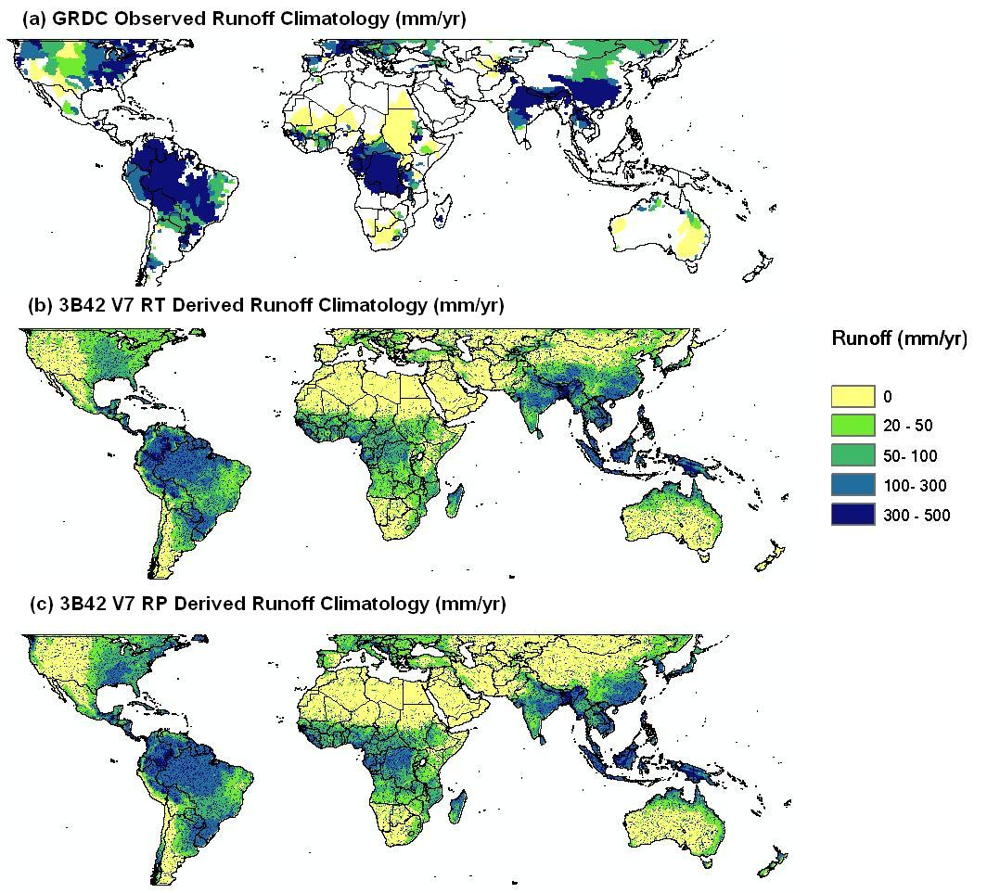 (a) GRDC Observed Runoff Climatology (mm/yr)
(b) 3B42 V7 RT Derived Runoff Climatology (mm/yr)
Runoff (mm/yr)
0
20 - 50
50- 100
100- 300
300 - 500
(c) 3B42 V7 RP Derived Runoff Climatology (mm/yr)